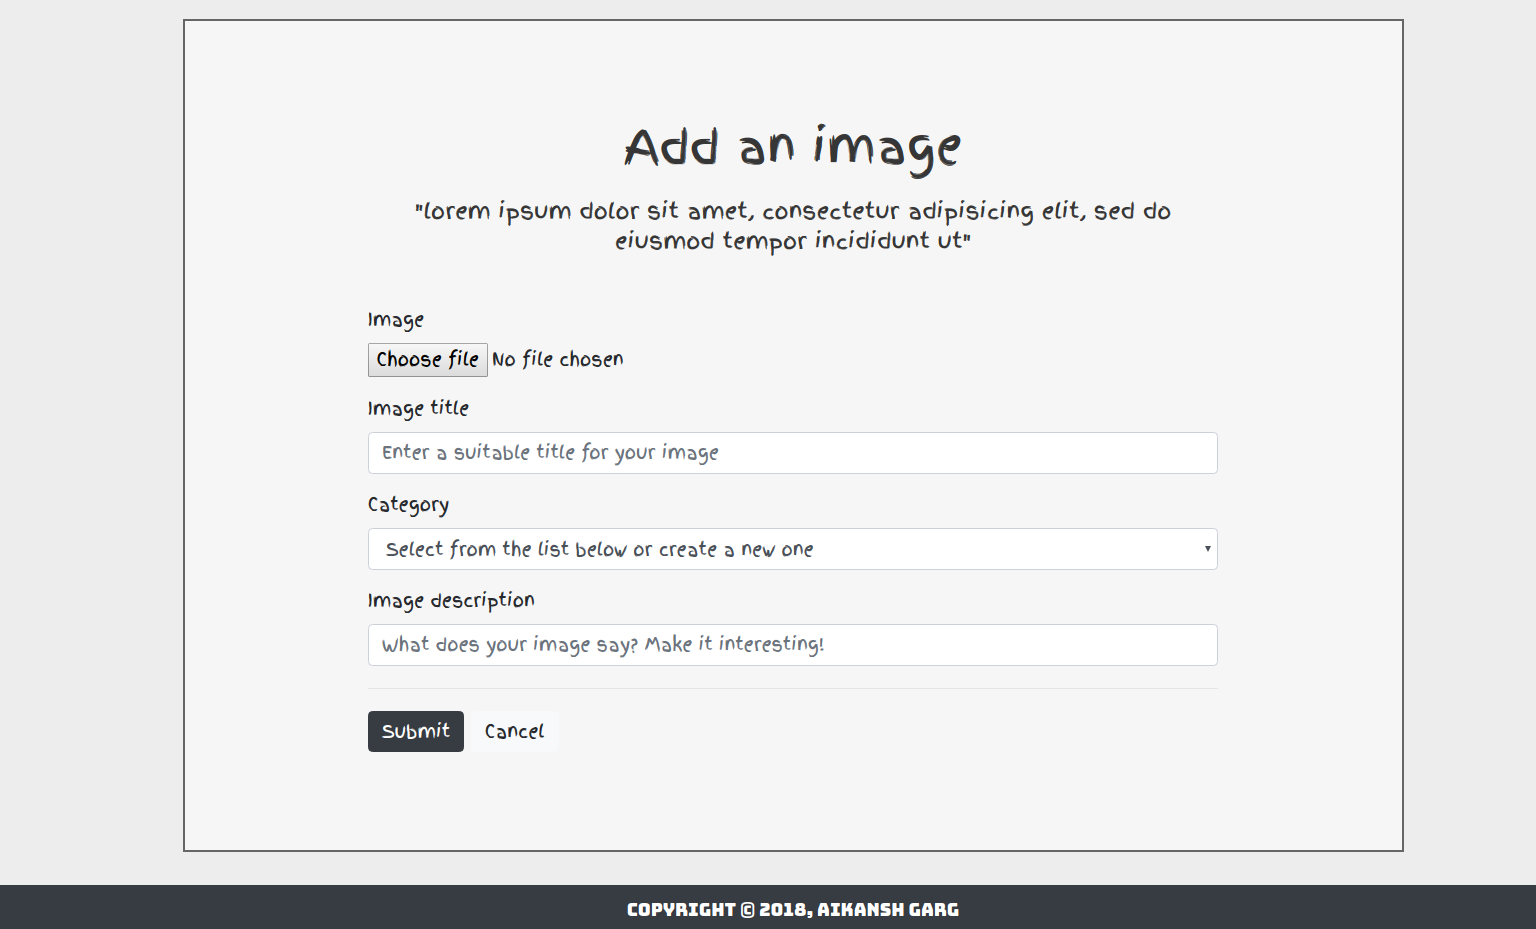 Add an image
"lorem ipsum dolor sit amet, consectetur adipisicing elit, sed do
eiusmod tempor incididunt ut"
Image
Choose file No file chosen
Image title
Enter a suitable title for your image
Category
Select from the list below or create a new one
Image description
What does your image say? Make it interesting!
Submit Cancel
COPYRIGHT © 2018, AIKANSH GARG